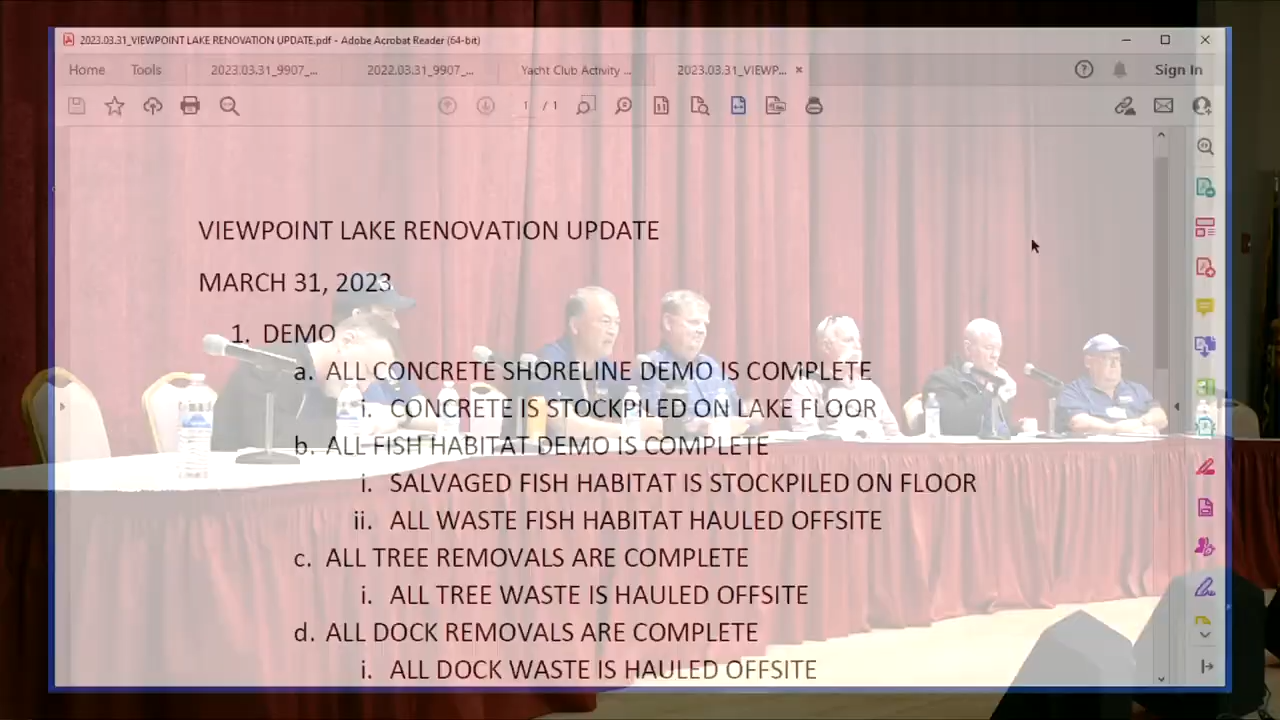 2023.03.31_VIEWPOINT LAKE RENOVATION UPDATE.pdf - Adobe Acrobat Reader (64-bit)
Home Tools 2023.03.31_9907_... 2022.03.31_9907_... Yacht Club Activity ... 2023.03.31_VIEWP... × Sign In
1 / 1
VIEWPOINT LAKE RENOVATION UPDATE
MARCH 31, 2023
1. DEMO
a. ALL CONCRETE SHORELINE DEMO IS COMPLETE
i. CONCRETE IS STOCKPILED ON LAKE FLOOR
b. ALL FISH HABITAT DEMO IS COMPLETE
i. SALVAGED FISH HABITAT IS STOCKPILED ON FLOOR
ii. ALL WASTE FISH HABITAT HAULED OFFSITE
c. ALL TREE REMOVALS ARE COMPLETE
i. ALL TREE WASTE IS HAULED OFFSITE
d. ALL DOCK REMOVALS ARE COMPLETE
i. ALL DOCK WASTE IS HAULED OFFSITE